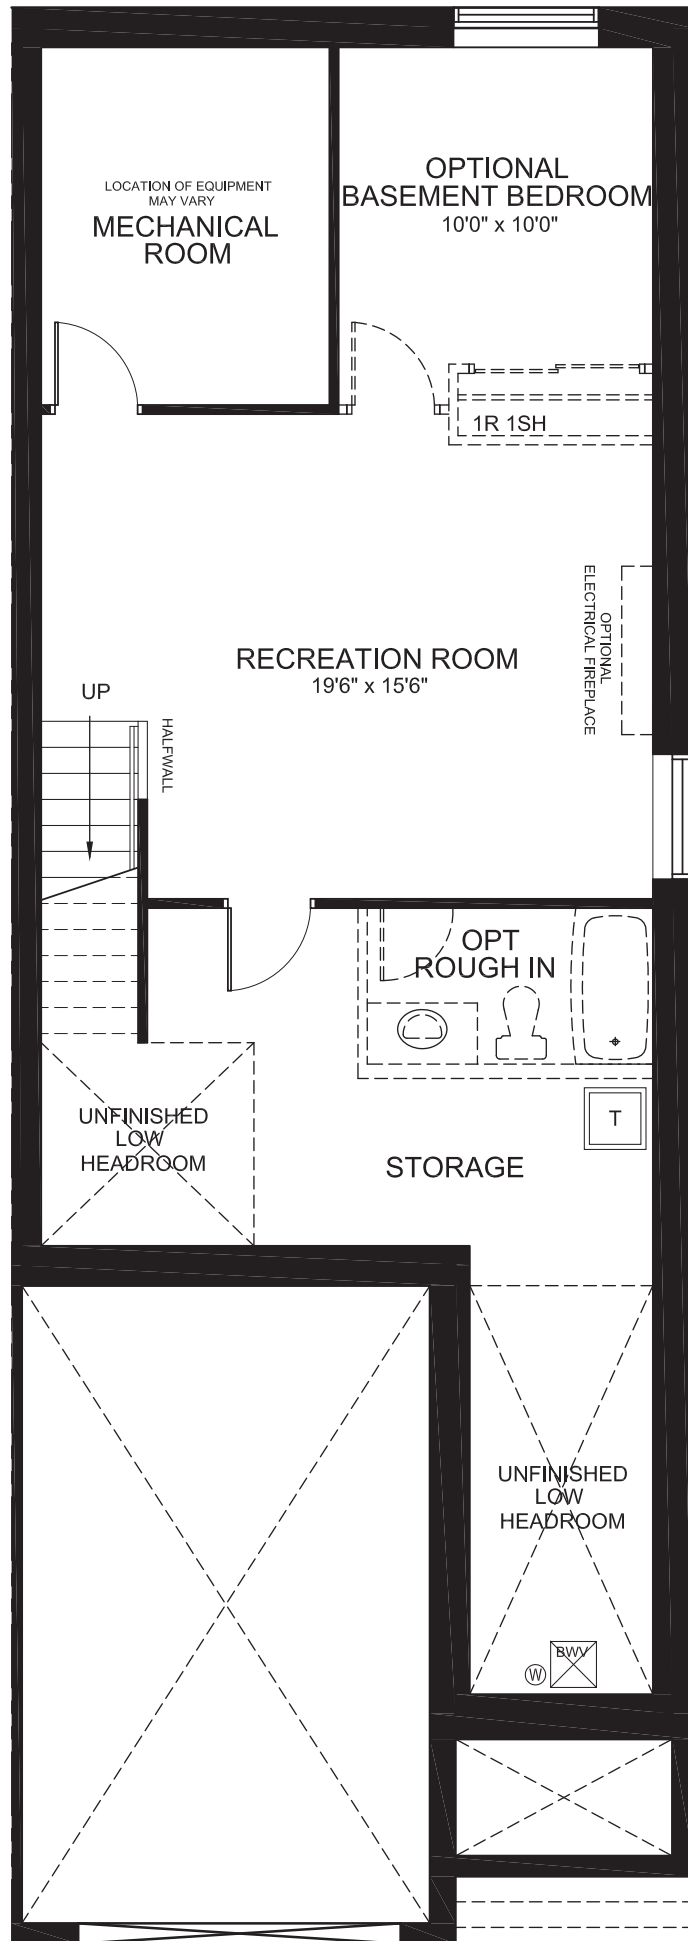 LOCATION OF EQUIPMENT
MAY VARY
MECHANICAL
ROOM
OPTIONAL
BASEMENT BEDROOM
10'0" x 10'0"
1R 1SH
OPTIONAL
ELECTRICAL FIREPLACE
RECREATION ROOM
19'6" x 15'6"
UP
HALFWALL
OPT
ROUGH IN
UNFINISHED
LOW
HEADROOM
T
STORAGE
UNFINISHED
LOW
HEADROOM
BWV
W